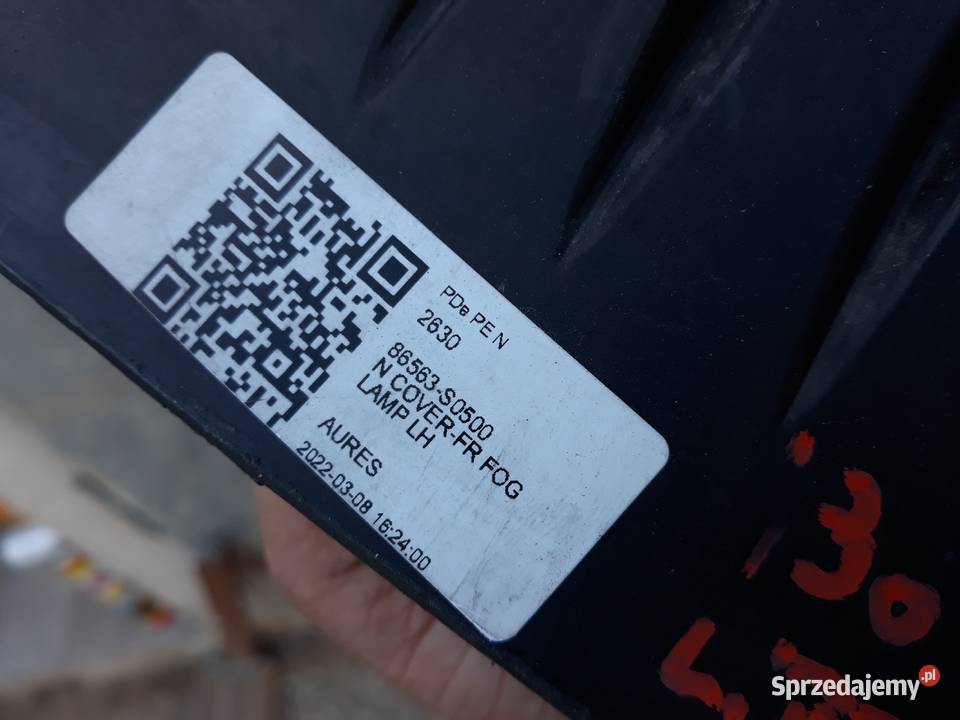 PDe PE N
2630
86563-S0500
N COVER-FR FOG
LAMP LH
AURES
2022-03-08 16:24:00
i30
Sprzedajemy.pl